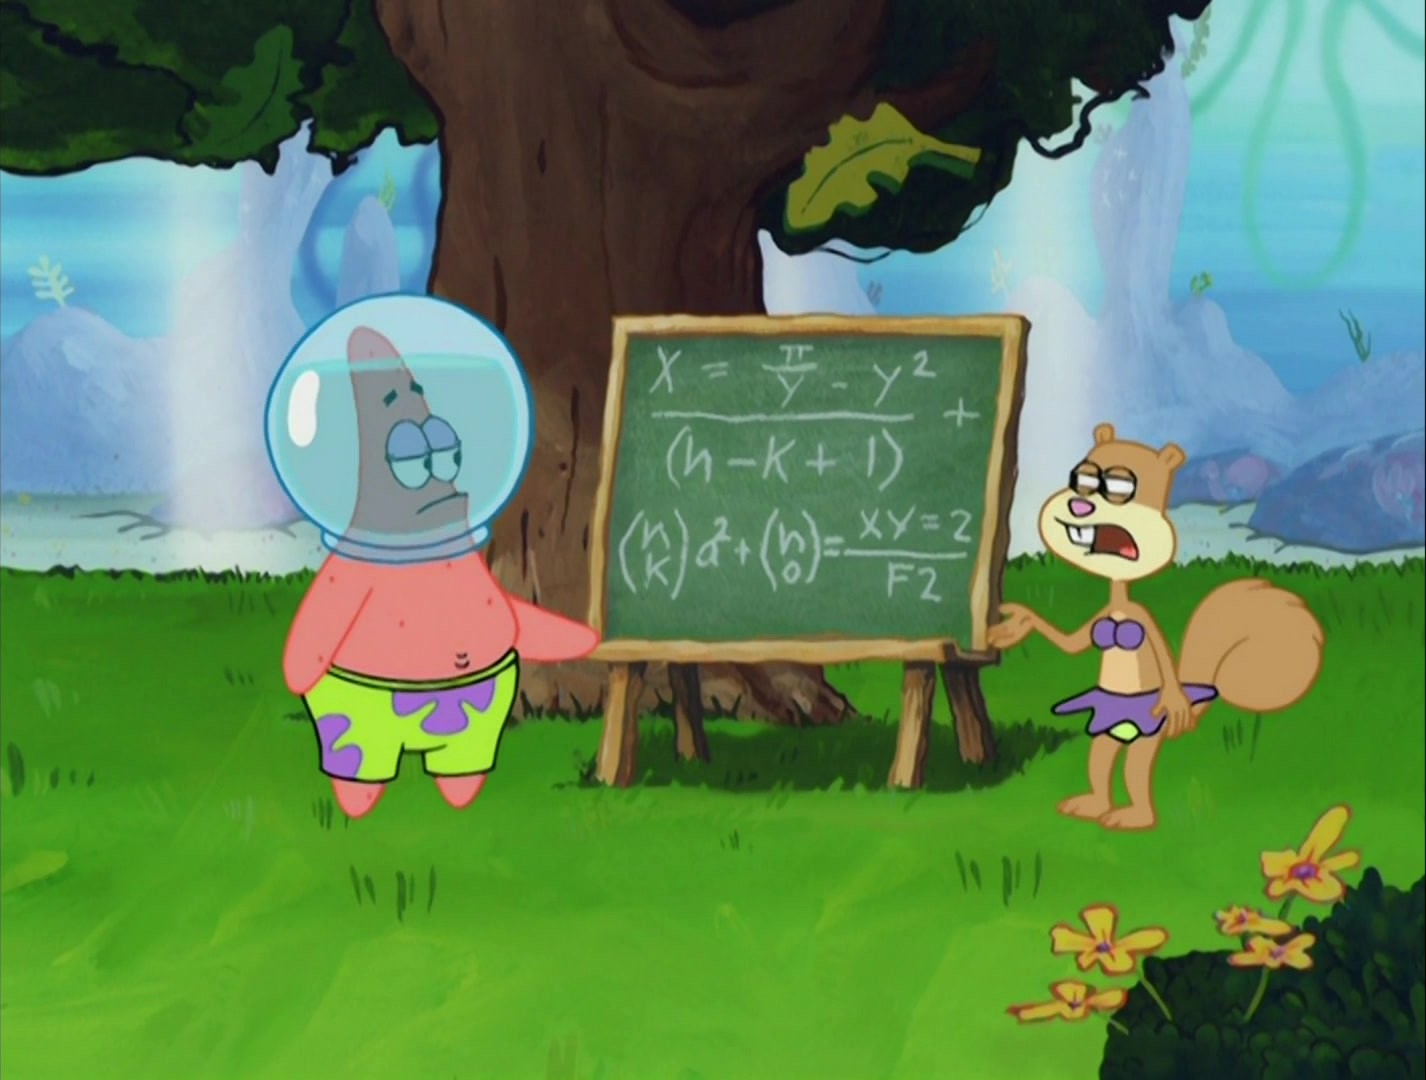 X = π/y - y² +
(n - K + 1)
(n K) a² + (n 0) = XY = 2 / F2